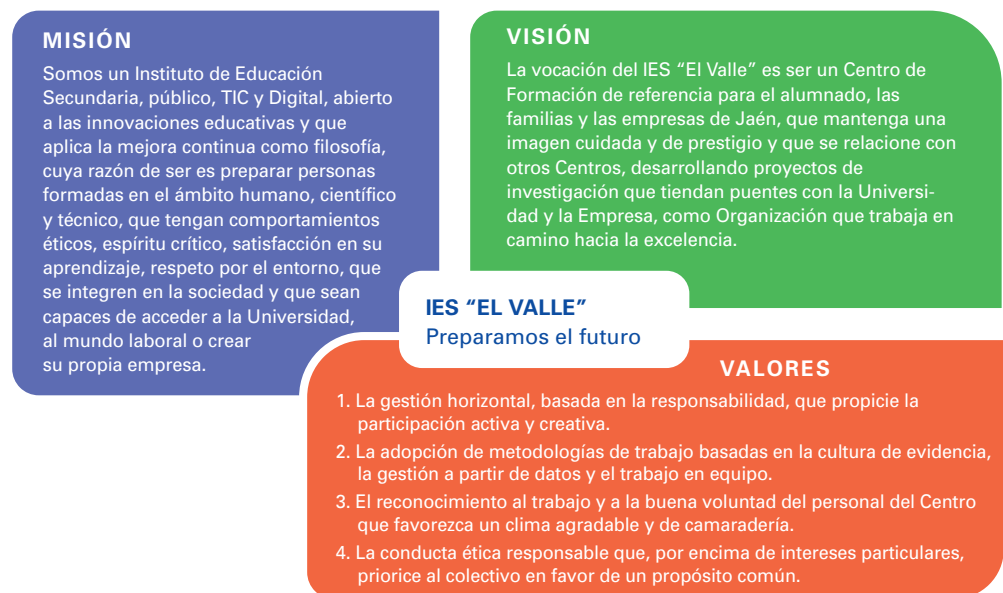 MISIÓN
Somos un Instituto de Educación
Secundaria, público, TIC y Digital, abierto
a las innovaciones educativas y que
aplica la mejora continua como filosofía,
cuya razón de ser es preparar personas
formadas en el ámbito humano, científico
y técnico, que tengan comportamientos
éticos, espíritu crítico, satisfacción en su
aprendizaje, respeto por el entorno, que
se integren en la sociedad y que sean
capaces de acceder a la Universidad,
al mundo laboral o crear
su propia empresa.
VISIÓN
La vocación del IES “El Valle” es ser un Centro de
Formación de referencia para el alumnado, las
familias y las empresas de Jaén, que mantenga una
imagen cuidada y de prestigio y que se relacione con
otros Centros, desarrollando proyectos de
investigación que tiendan puentes con la Universi-
dad y la Empresa, como Organización que trabaja en
camino hacia la excelencia.
IES “EL VALLE”
Preparamos el futuro
VALORES
1. La gestión horizontal, basada en la responsabilidad, que propicie la
participación activa y creativa.
2. La adopción de metodologías de trabajo basadas en la cultura de evidencia,
la gestión a partir de datos y el trabajo en equipo.
3. El reconocimiento al trabajo y a la buena voluntad del personal del Centro
que favorezca un clima agradable y de camaradería.
4. La conducta ética responsable que, por encima de intereses particulares,
priorice al colectivo en favor de un propósito común.